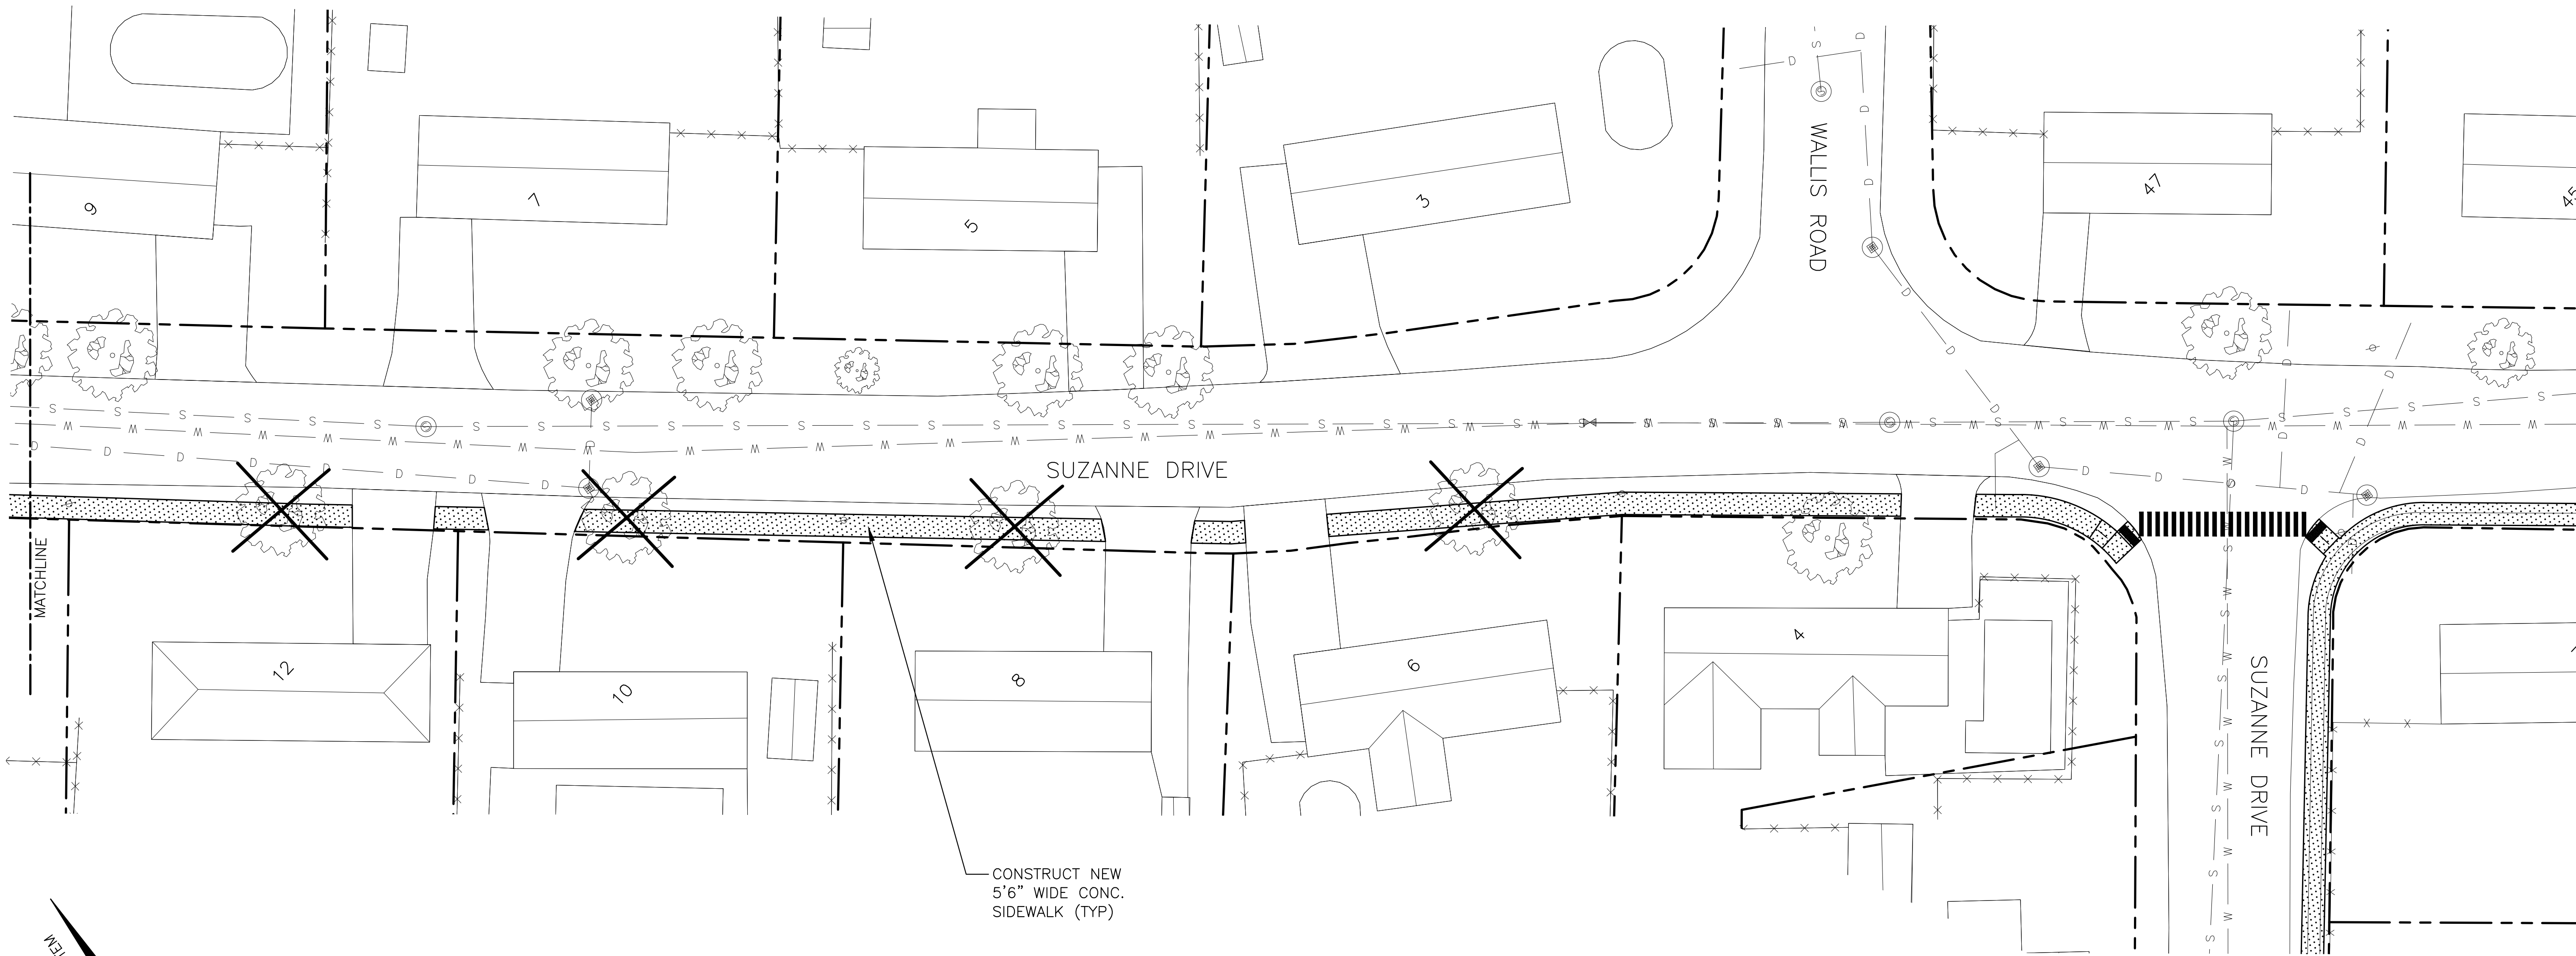 9
7
5
3
WALLIS ROAD
47
45
SUZANNE DRIVE
MATCHLINE
12
10
8
6
4
SUZANNE DRIVE
CONSTRUCT NEW
5'6" WIDE CONC.
SIDEWALK (TYP)